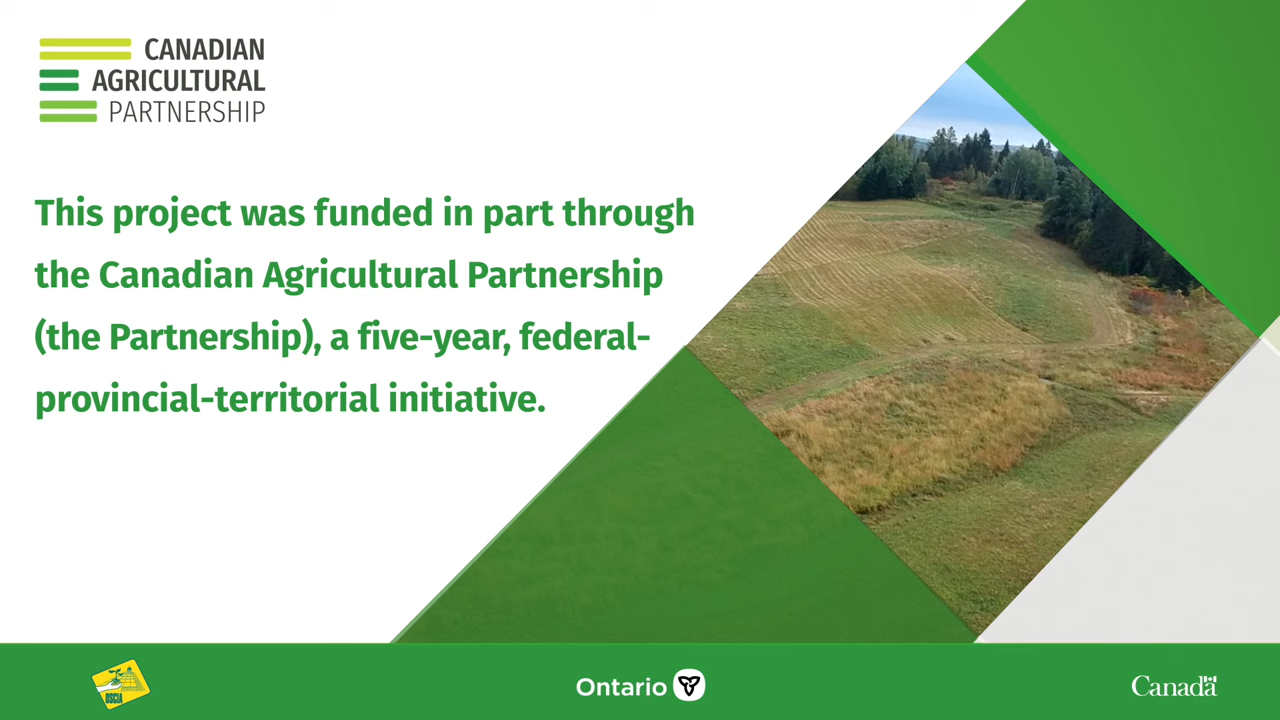 CANADIAN
AGRICULTURAL
PARTNERSHIP
This project was funded in part through
the Canadian Agricultural Partnership
(the Partnership), a five-year, federal-
provincial-territorial initiative.
OSCIA
Ontario
Canada